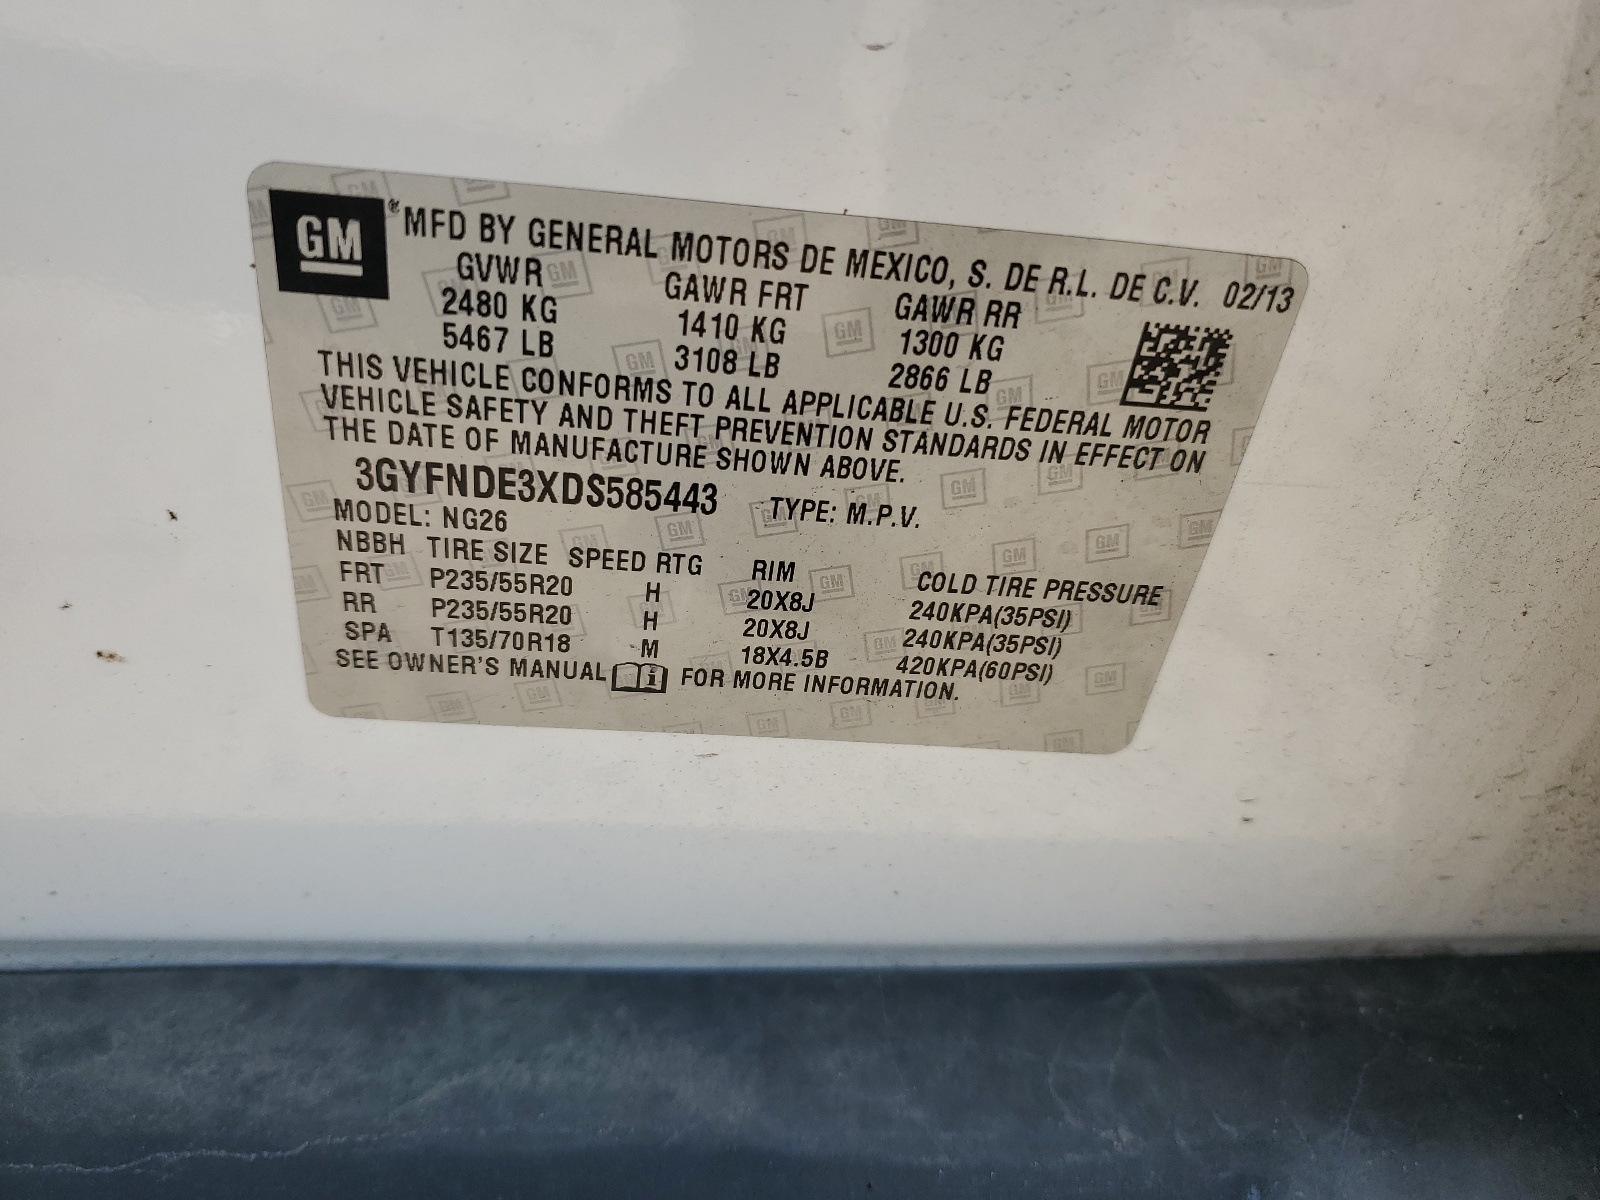 GM® MFD BY GENERAL MOTORS DE MEXICO, S. DE R.L. DE C.V. 02/13
GVWR GAWR FRT GAWR RR
2480 KG 1410 KG 1300 KG
5467 LB 3108 LB 2866 LB
THIS VEHICLE CONFORMS TO ALL APPLICABLE U.S. FEDERAL MOTOR
VEHICLE SAFETY AND THEFT PREVENTION STANDARDS IN EFFECT ON
THE DATE OF MANUFACTURE SHOWN ABOVE.
3GYFNDE3XDS585443 TYPE: M.P.V.
MODEL: NG26
NBBH TIRE SIZE SPEED RTG RIM COLD TIRE PRESSURE
FRT P235/55R20 H 20X8J 240KPA(35PSI)
RR P235/55R20 H 20X8J 240KPA(35PSI)
SPA T135/70R18 M 18X4.5B 420KPA(60PSI)
SEE OWNER'S MANUAL FOR MORE INFORMATION.